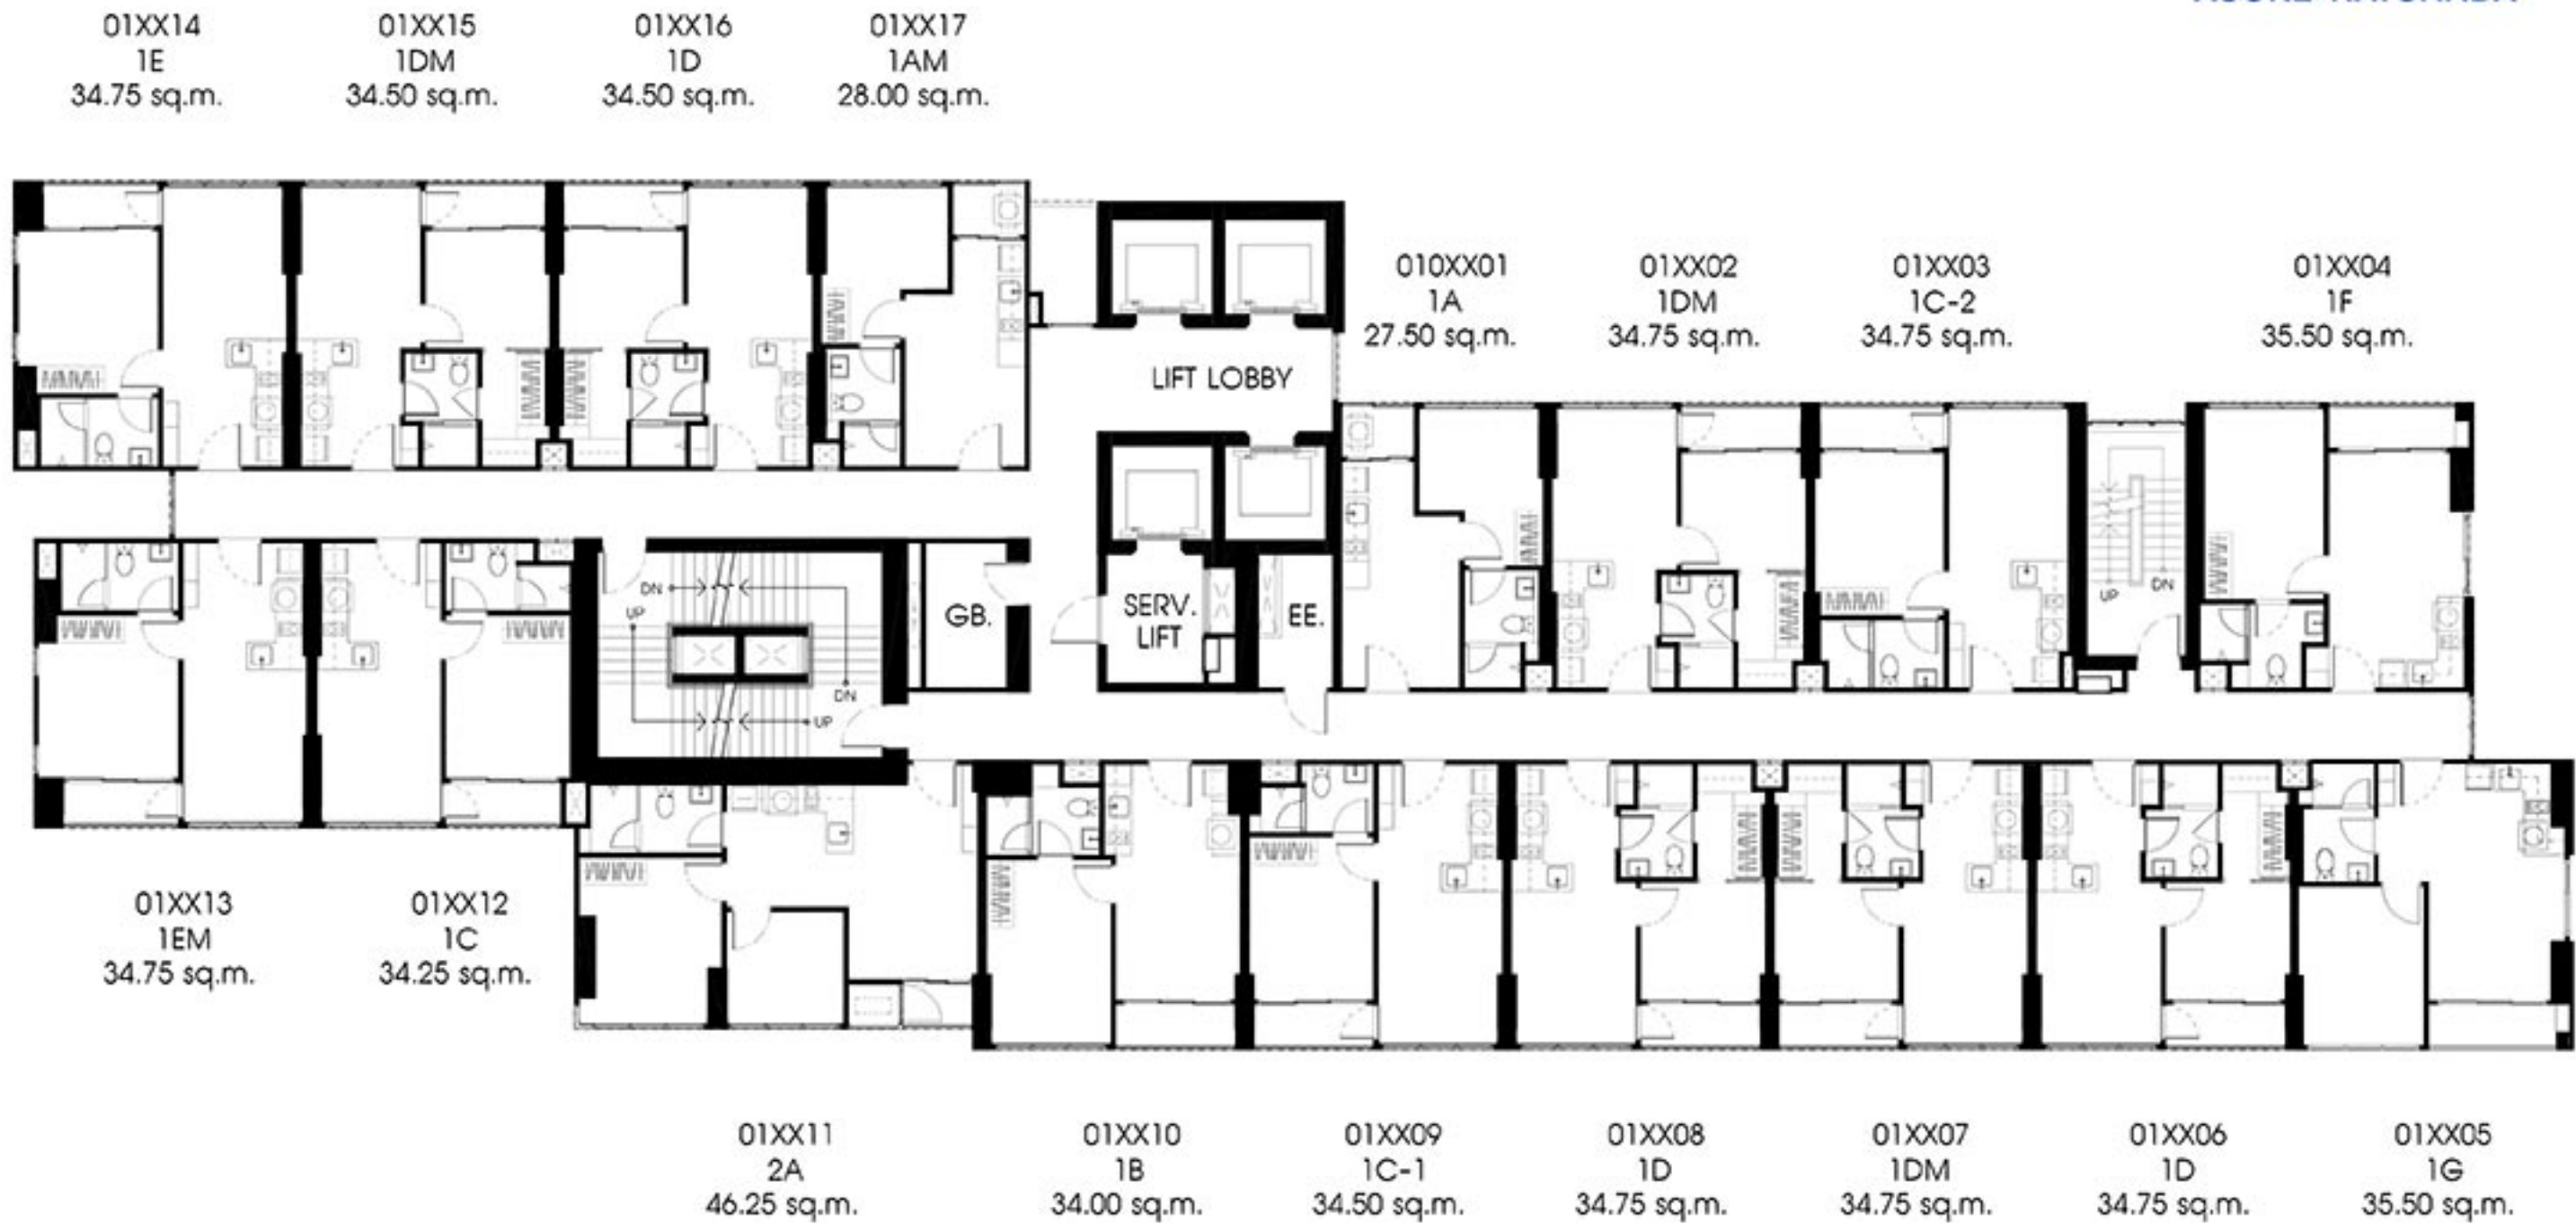 01XX14
1E
34.75 sq.m.
01XX15
1DM
34.50 sq.m.
01XX16
1D
34.50 sq.m.
01XX17
1AM
28.00 sq.m.
010XX01
1A
27.50 sq.m.
01XX02
1DM
34.75 sq.m.
01XX03
1C-2
34.75 sq.m.
01XX04
1F
35.50 sq.m.
LIFT LOBBY
DN
UP
GB.
SERV.
LIFT
EE.
UP
DN
DN
UP
01XX13
1EM
34.75 sq.m.
01XX12
1C
34.25 sq.m.
01XX11
2A
46.25 sq.m.
01XX10
1B
34.00 sq.m.
01XX09
1C-1
34.50 sq.m.
01XX08
1D
34.75 sq.m.
01XX07
1DM
34.75 sq.m.
01XX06
1D
34.75 sq.m.
01XX05
1G
35.50 sq.m.